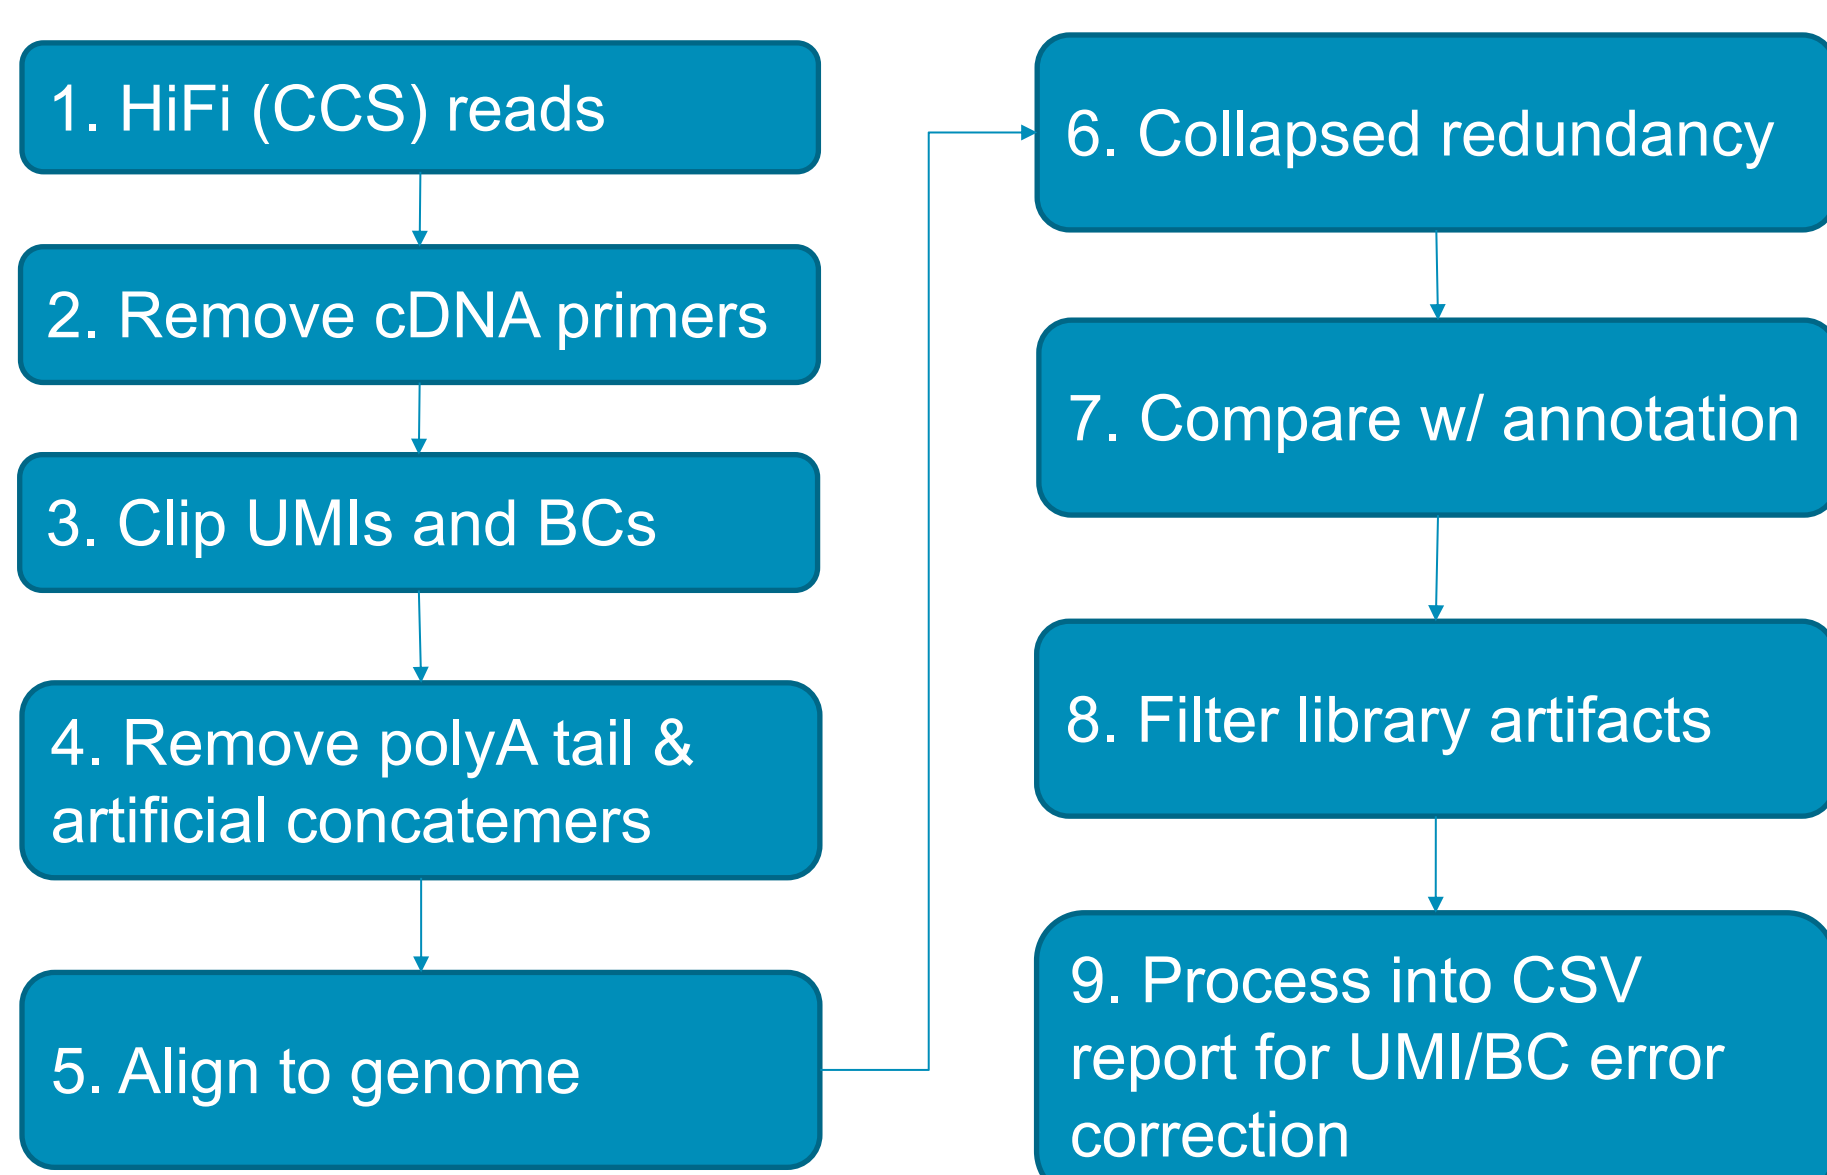 1. HiFi (CCS) reads
2. Remove cDNA primers
3. Clip UMIs and BCs
4. Remove polyA tail &
artificial concatemers
5. Align to genome
6. Collapsed redundancy
7. Compare w/ annotation
8. Filter library artifacts
9. Process into CSV
report for UMI/BC error
correction